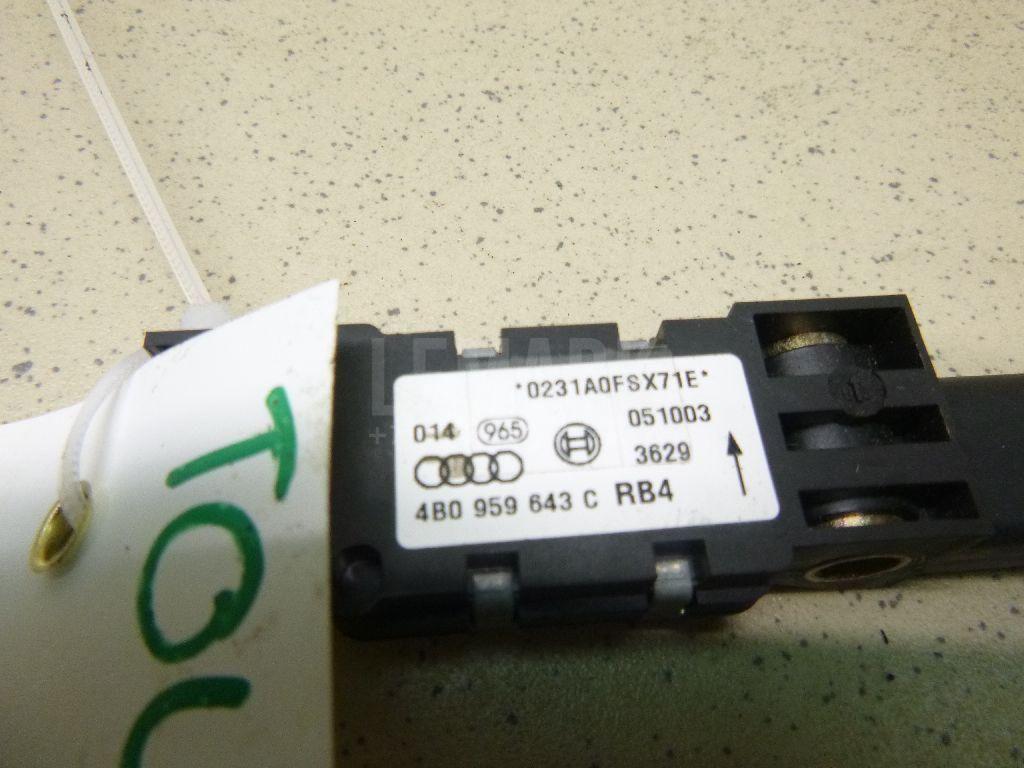 *0231A0FSX71E*
014 965 051003
3629
4B0 959 643 C RB4
TOU